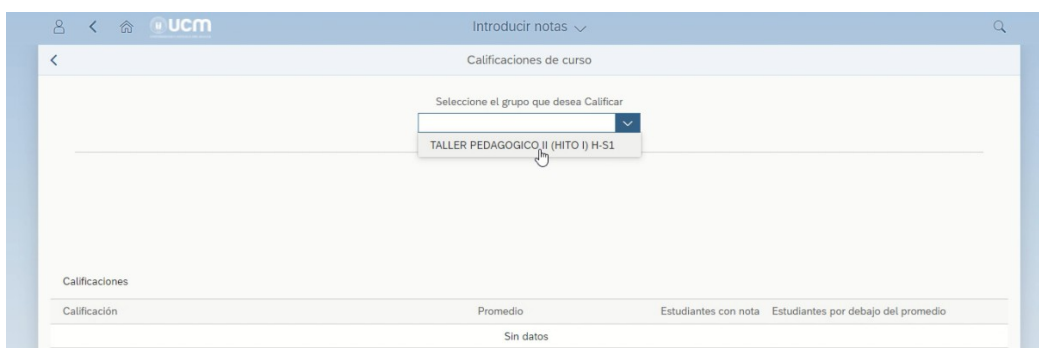 UCM
Introducir notas
Calificaciones de curso
Seleccione el grupo que desea Calificar
TALLER PEDAGOGICO II (HITO I) H-S1
Calificaciones
Calificación Promedio Estudiantes con nota Estudiantes por debajo del promedio
Sin datos